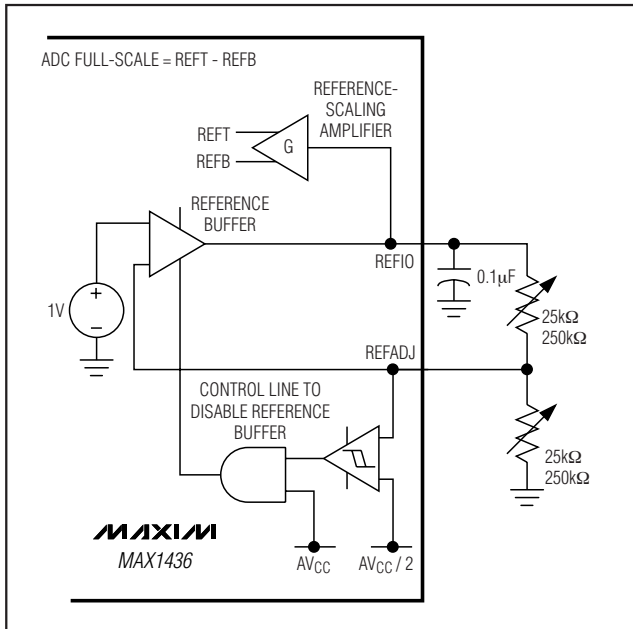 ADC FULL-SCALE = REFT - REFB
REFERENCE-
SCALING
AMPLIFIER
REFT
REFB
G
REFERENCE
BUFFER
REFIO
0.1μF
25kΩ
250kΩ
1V
+
−
REFADJ
CONTROL LINE TO
DISABLE REFERENCE
BUFFER
25kΩ
250kΩ
MAXIM
MAX1436
AVCC
AVCC / 2